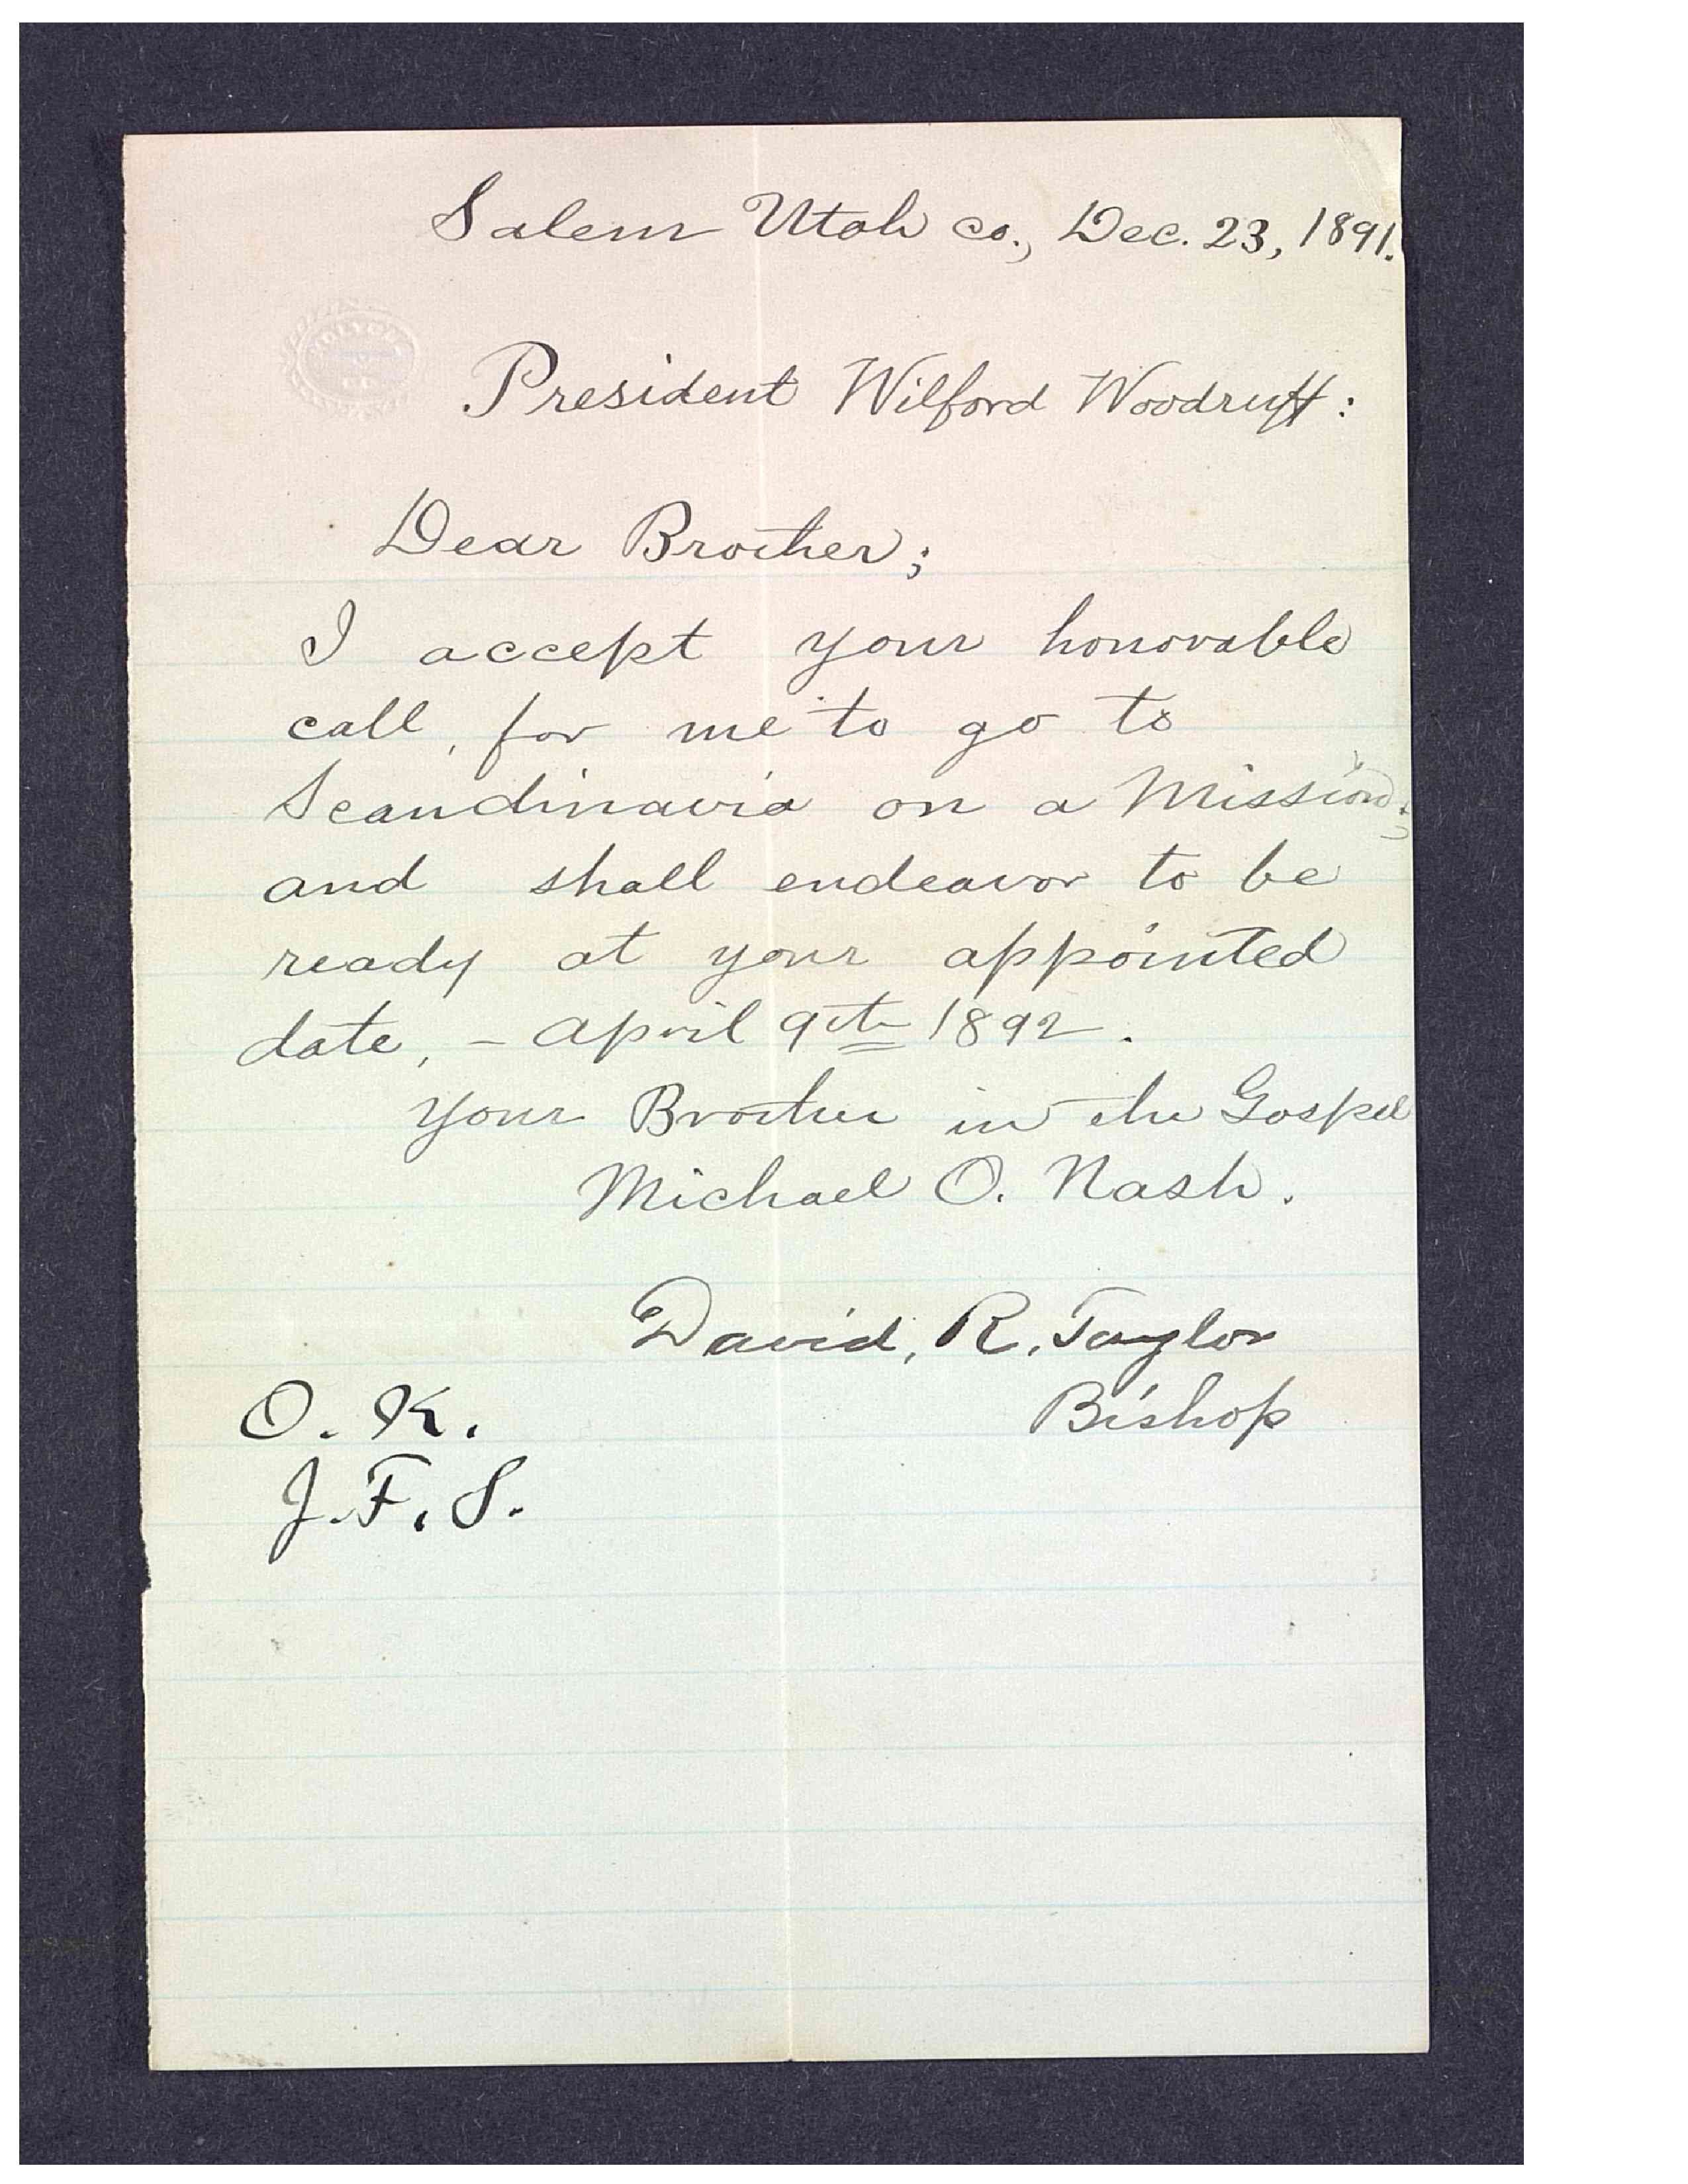 Salem Utah co., Dec. 23, 1891.
President Wilford Woodruff:
Dear Brother;
I accept your honorable
call, for me to go to
Scandinavia on a Mission;
and shall endeavor to be
ready at your appointed
date, - April 9th 1892.
Your Brother in the Gospel
Michael O. Nash.
David, R, Taylor
Bishop
O. K.
J. F. S.